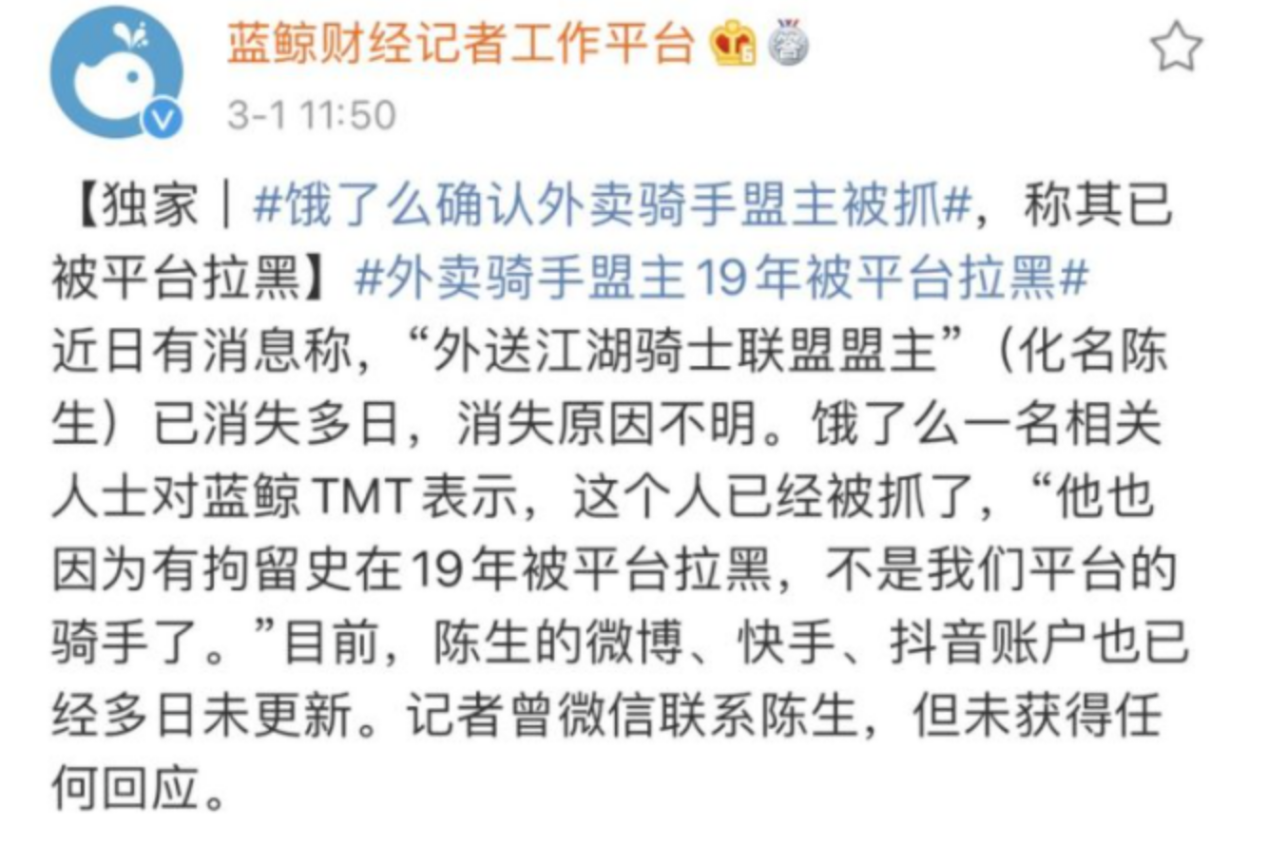 蓝鲸财经记者工作平台
3-1 11:50
【独家｜#饿了么确认外卖骑手盟主被抓#，称其已
被平台拉黑】#外卖骑手盟主19年被平台拉黑#
近日有消息称，“外送江湖骑士联盟盟主”（化名陈
生）已消失多日，消失原因不明。饿了么一名相关
人士对蓝鲸TMT表示，这个人已经被抓了，“他也
因为有拘留史在19年被平台拉黑，不是我们平台的
骑手了。”目前，陈生的微博、快手、抖音账户也已
经多日未更新。记者曾微信联系陈生，但未获得任
何回应。